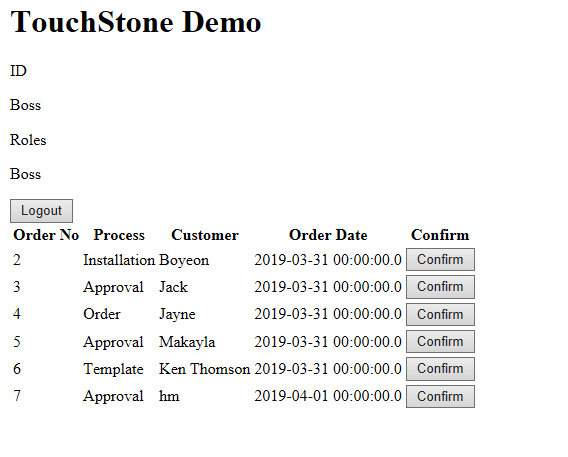 TouchStone Demo
ID
Boss
Roles
Boss
Logout
Order No Process Customer Order Date Confirm
2 Installation Boyeon 2019-03-31 00:00:00.0 Confirm
3 Approval Jack 2019-03-31 00:00:00.0 Confirm
4 Order Jayne 2019-03-31 00:00:00.0 Confirm
5 Approval Makayla 2019-03-31 00:00:00.0 Confirm
6 Template Ken Thomson 2019-03-31 00:00:00.0 Confirm
7 Approval hm 2019-04-01 00:00:00.0 Confirm